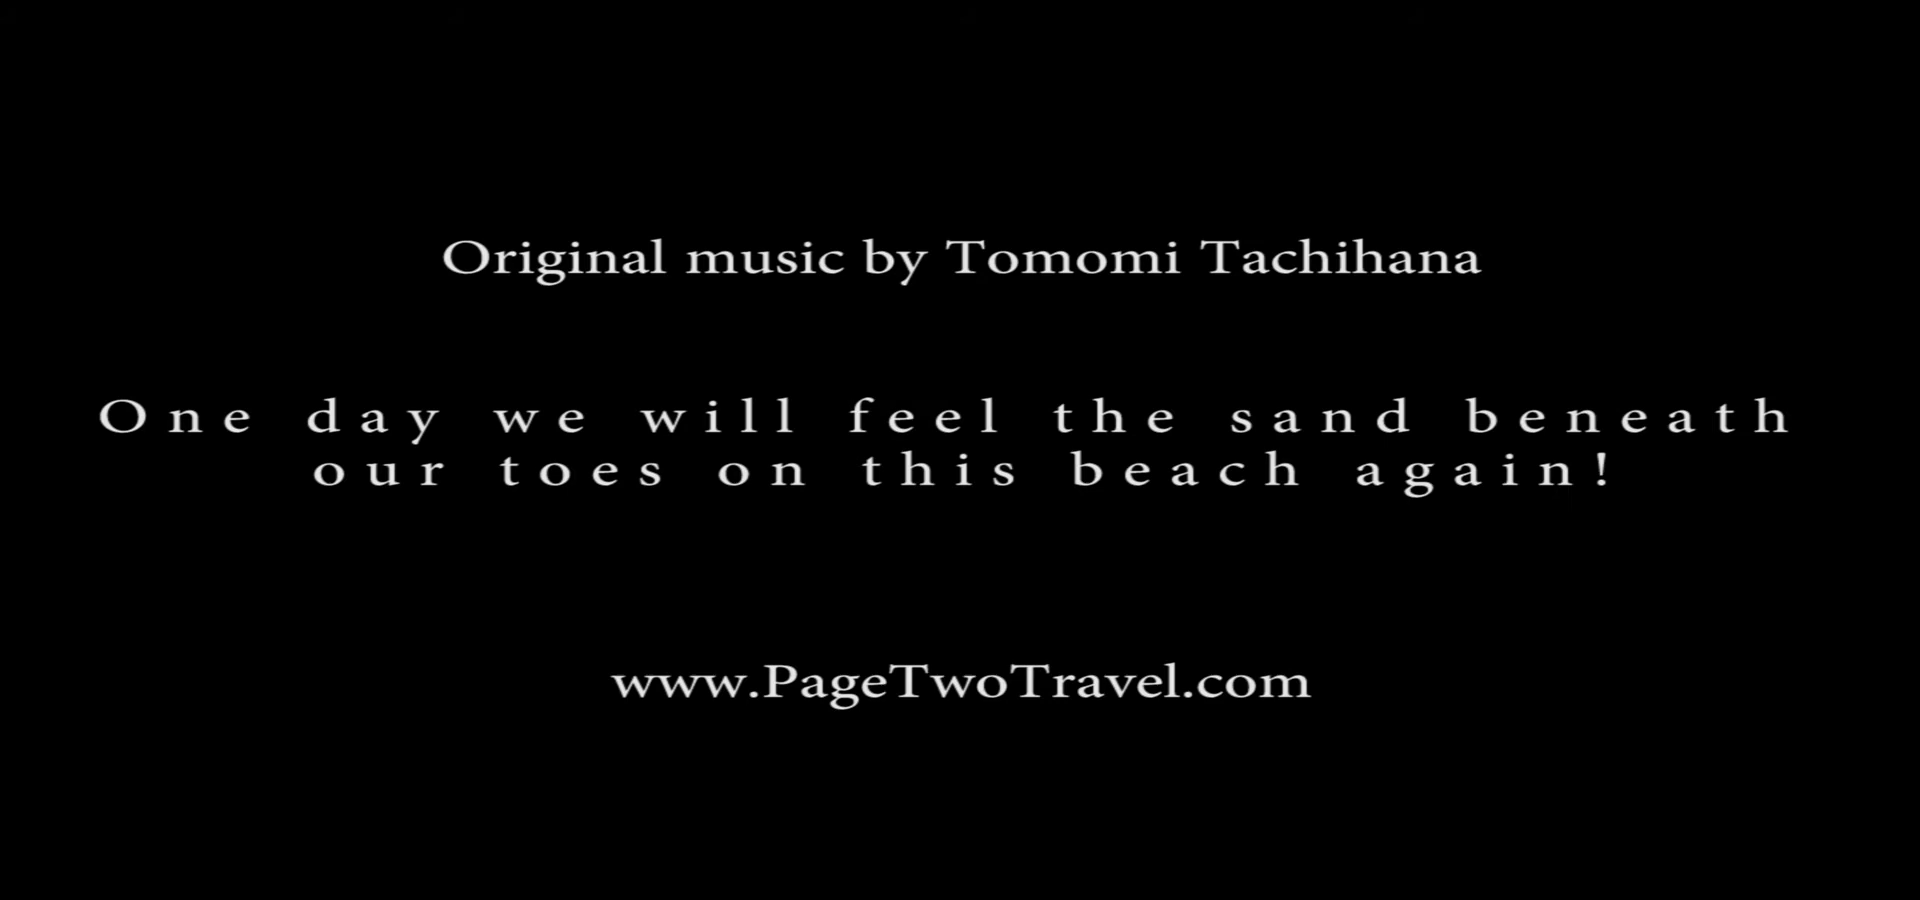 Original music by Tomomi Tachihana
One day we will feel the sand beneath
our toes on this beach again!
www.PageTwoTravel.com